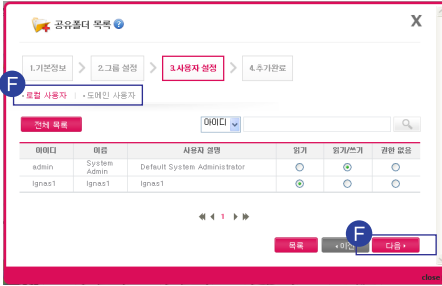 공유폴더 목록 ?
X
1.기본정보 > 2.그룹 설정 > 3.사용자 설정 > 4.추가완료
F
•로컬 사용자 | •도메인 사용자
전체 목록
아이디
아이디 이름 사용자 설명 읽기 읽기/쓰기 권한 없음
admin System Admin Default System Administrator
lgnas1 lgnas1 lgnas1
1
F
목록 ‹이전 다음›
close